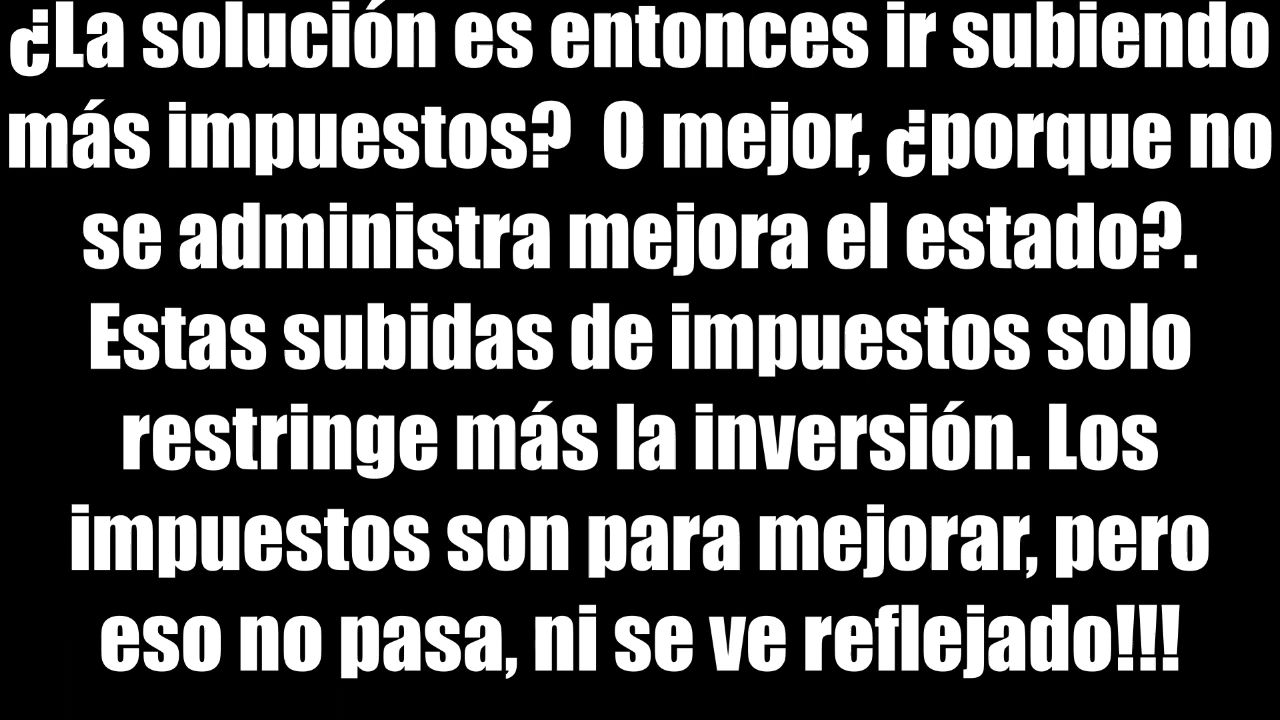 ¿La solución es entonces ir subiendo
más impuestos?  O mejor, ¿porque no
se administra mejora el estado?.
Estas subidas de impuestos solo
restringe más la inversión. Los
impuestos son para mejorar, pero
eso no pasa, ni se ve reflejado!!!